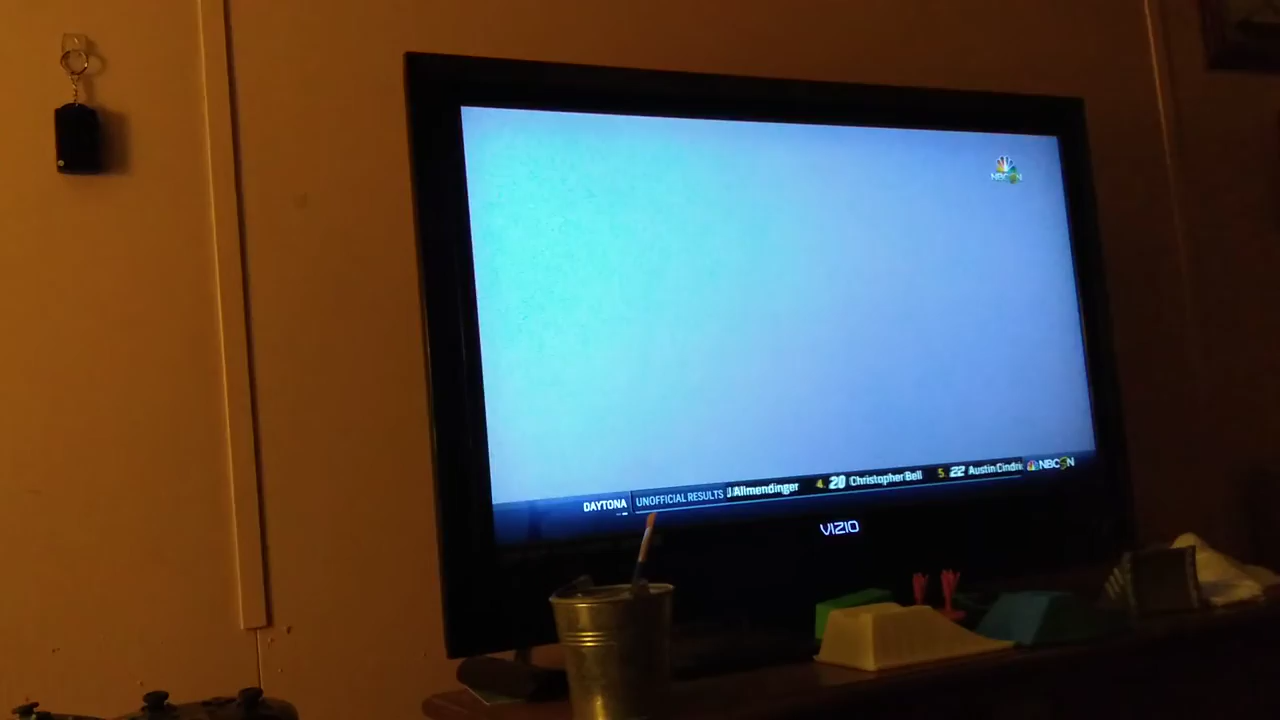 NBCSN
DAYTONA UNOFFICIAL RESULTS J Allmendinger 4. 20 Christopher Bell 5. 22 Austin Cindric NBCSN
VIZIO